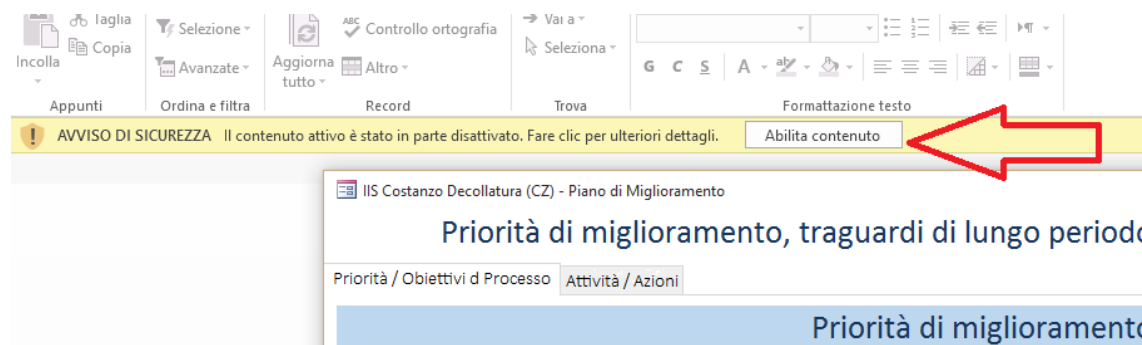 Taglia
Copia
Incolla
Appunti
Selezione
Avanzate
Ordina e filtra
Aggiorna
tutto
ABC
Controllo ortografia
Altro
Record
Vai a
Seleziona
Trova
G C S A ab
Formattazione testo
AVVISO DI SICUREZZA Il contenuto attivo è stato in parte disattivato. Fare clic per ulteriori dettagli. Abilita contenuto
IIS Costanzo Decollatura (CZ) - Piano di Miglioramento
Priorità di miglioramento, traguardi di lungo periodo
Priorità / Obiettivi d Processo Attività / Azioni
Priorità di miglioramento